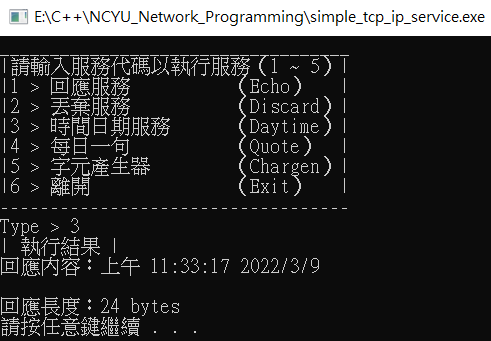 E:\C++\NCYU_Network_Programming\simple_tcp_ip_service.exe
|請輸入服務代碼以執行服務(1 ~ 5)|
|1 > 回應服務 (Echo) |
|2 > 丟棄服務 (Discard)|
|3 > 時間日期服務 (Daytime)|
|4 > 每日一句 (Quote) |
|5 > 字元產生器 (Chargen)|
|6 > 離開 (Exit) |
-----------------------------------
Type > 3
| 執行結果 |
回應內容：上午 11:33:17 2022/3/9
回應長度：24 bytes
請按任意鍵繼續 . . .